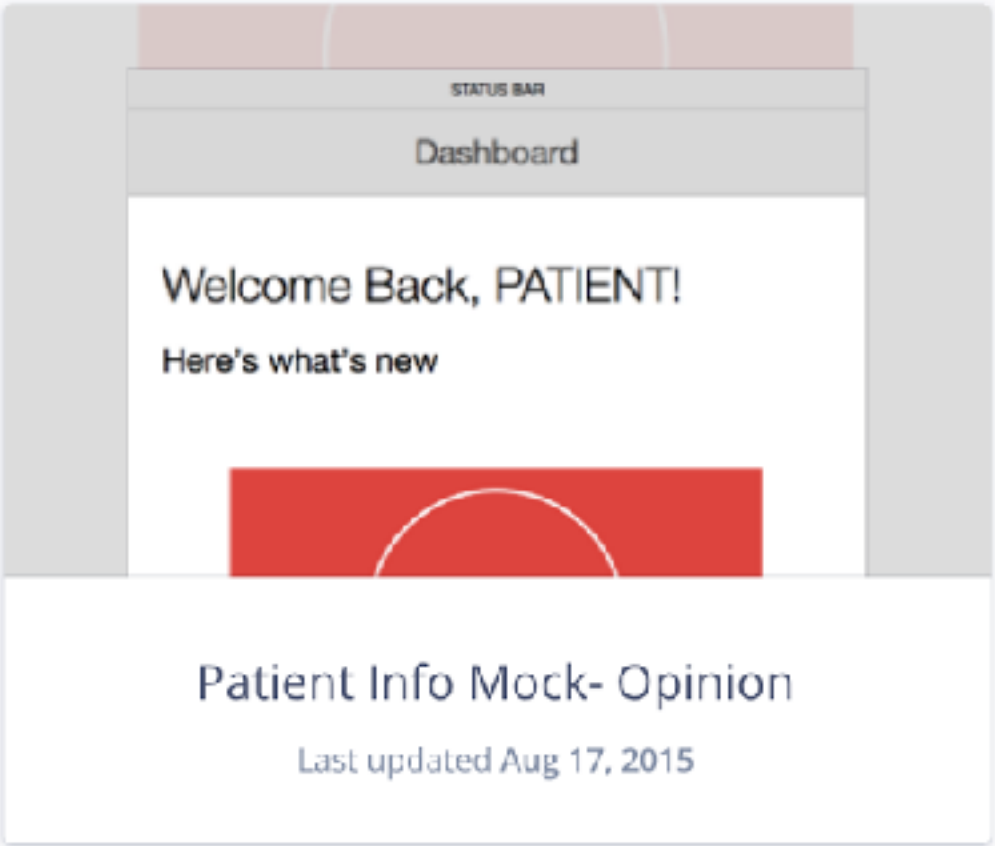 STATUS BAR
Dashboard
Welcome Back, PATIENT!
Here's what's new
Patient Info Mock- Opinion
Last updated Aug 17, 2015